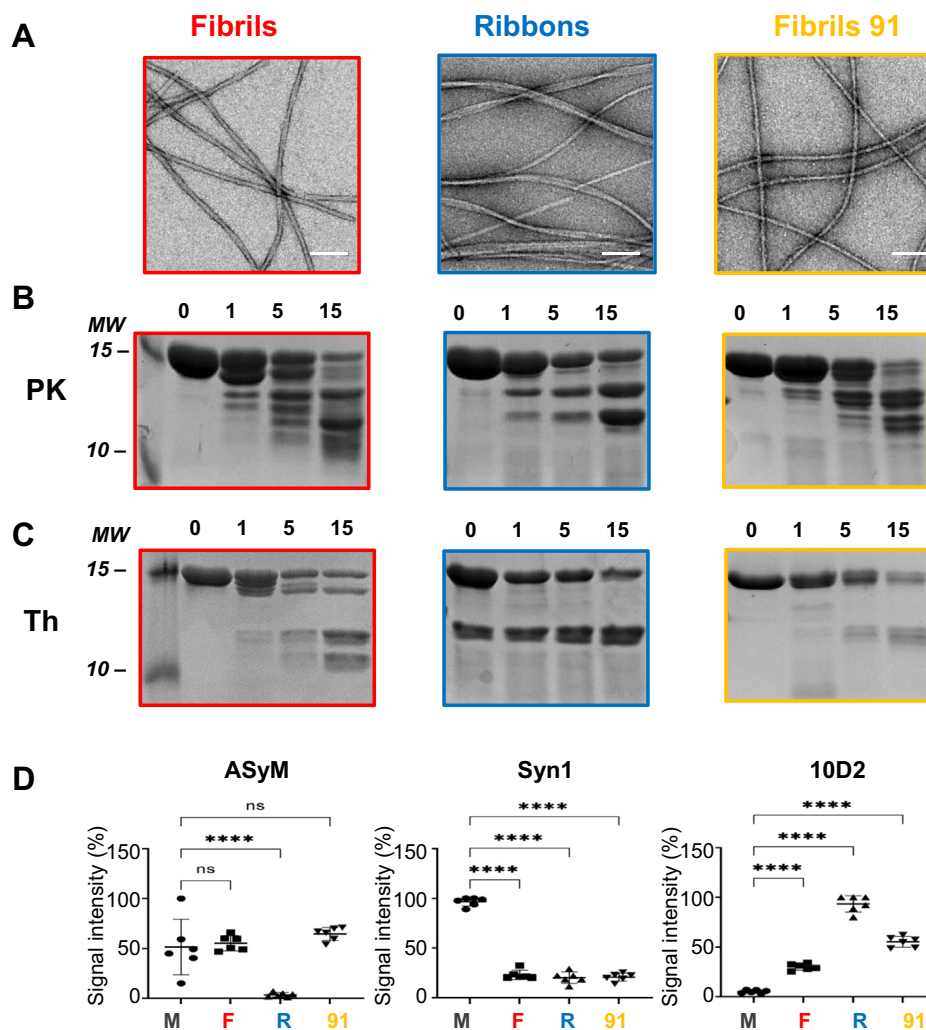 A
Fibrils Ribbons Fibrils 91
B
0 1 5 15 0 1 5 15 0 1 5 15
MW
15 –
PK
10 –
C
0 1 5 15 0 1 5 15 0 1 5 15
MW
15 –
Th
10 –
D
ASyM Syn1 10D2
ns
****
ns
Signal intensity (%)
150
100
50
0
M F R 91
****
****
****
Signal intensity (%)
150
100
50
0
M F R 91
****
****
****
Signal intensity (%)
150
100
50
0
M F R 91